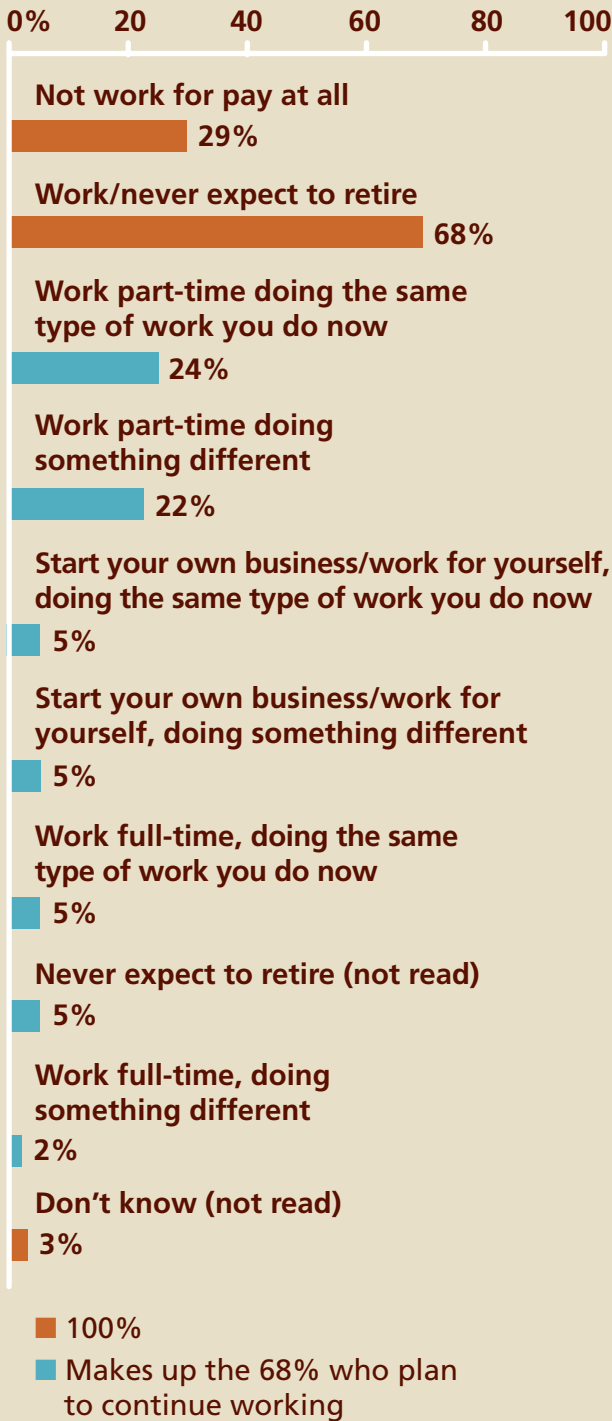 0% 20 40 60 80 100
Not work for pay at all
29%
Work/never expect to retire
68%
Work part-time doing the same
type of work you do now
24%
Work part-time doing
something different
22%
Start your own business/work for yourself,
doing the same type of work you do now
5%
Start your own business/work for
yourself, doing something different
5%
Work full-time, doing the same
type of work you do now
5%
Never expect to retire (not read)
5%
Work full-time, doing
something different
2%
Don’t know (not read)
3%
100%
Makes up the 68% who plan
to continue working